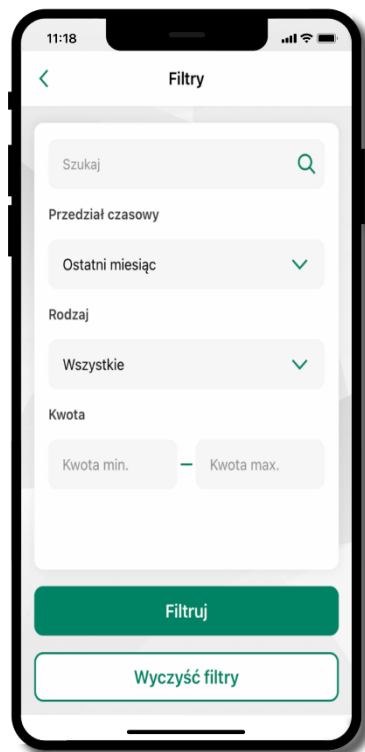 11:18
Filtry
Szukaj
Przedział czasowy
Ostatni miesiąc
Rodzaj
Wszystkie
Kwota
Kwota min. – Kwota max.
Filtruj
Wyczyść filtry